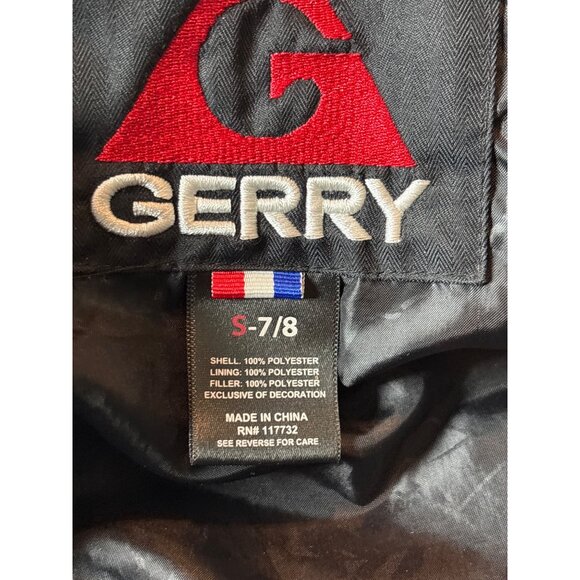 G
GERRY
S-7/8
SHELL: 100% POLYESTER
LINING: 100% POLYESTER
FILLER: 100% POLYESTER
EXCLUSIVE OF DECORATION
MADE IN CHINA
RN# 117732
SEE REVERSE FOR CARE